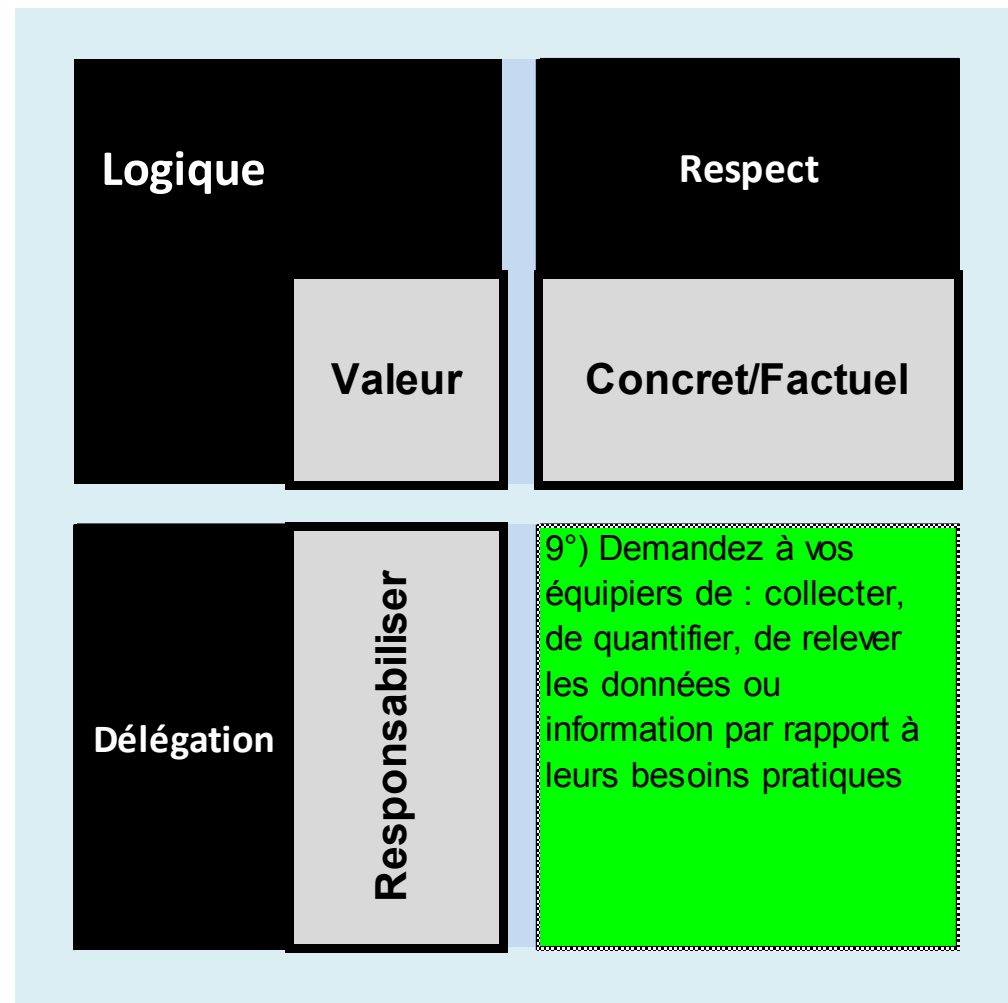 Logique
Respect
Valeur
Concret/Factuel
Délégation
Responsabiliser
9°) Demandez à vos
équipiers de : collecter,
de quantifier, de relever
les données ou
information par rapport à
leurs besoins pratiques